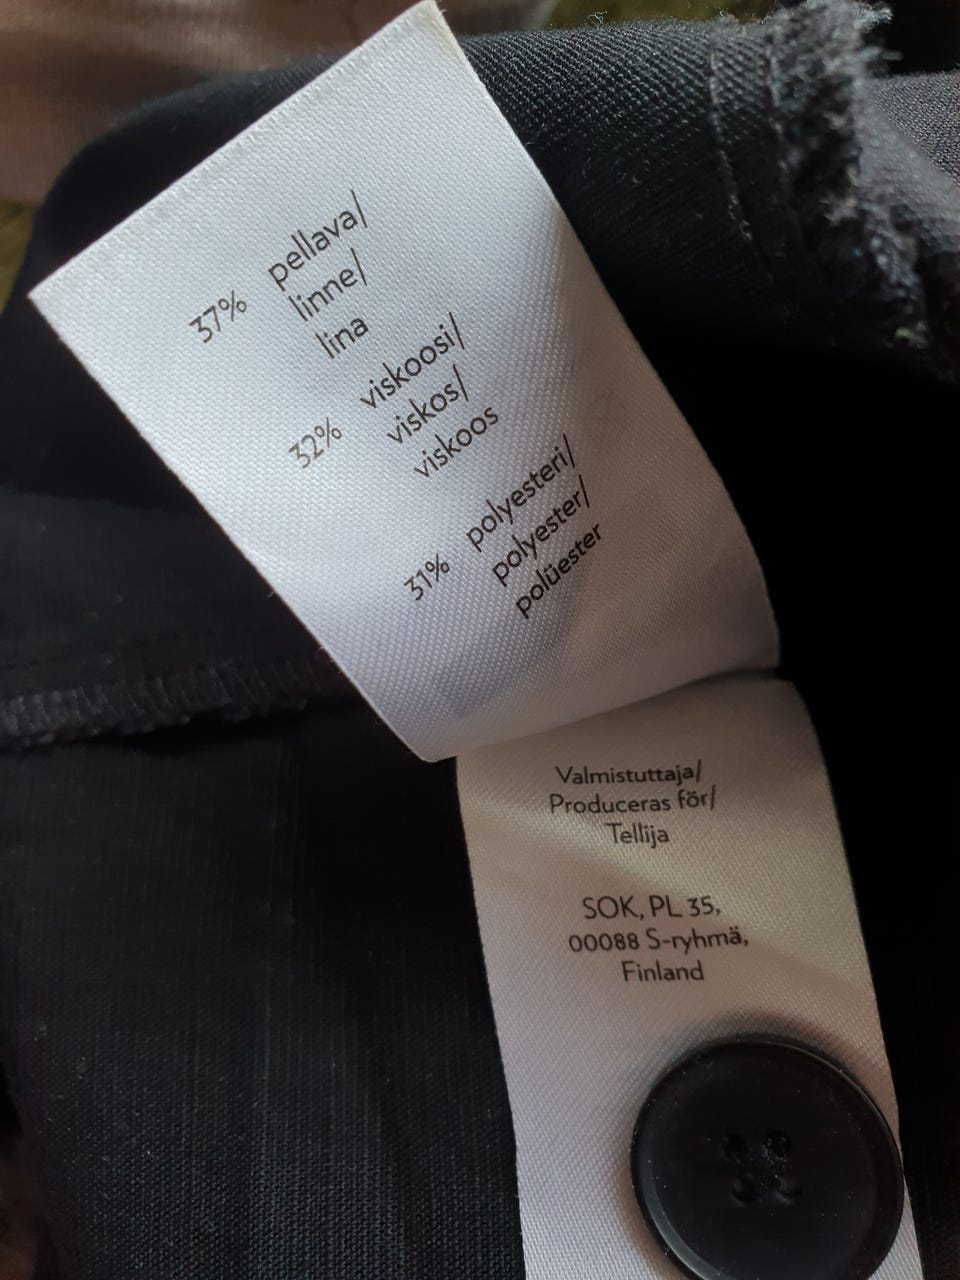 37% pellava/
linne/
lina
32% viskoosi/
viskos/
viskoos
31% polyesteri/
polyester/
polüester
Valmistuttaja/
Produceras för/
Tellija
SOK, PL 35,
00088 S-ryhmä,
Finland